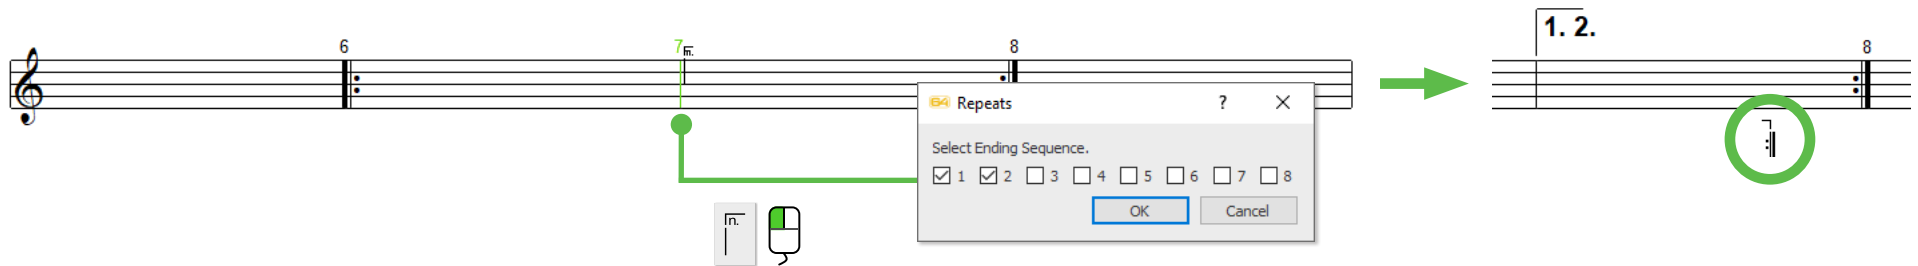 6
7 n.
8
1. 2.
8
64 Repeats ? ×
Select Ending Sequence.
1 2 3 4 5 6 7 8
OK Cancel
n.